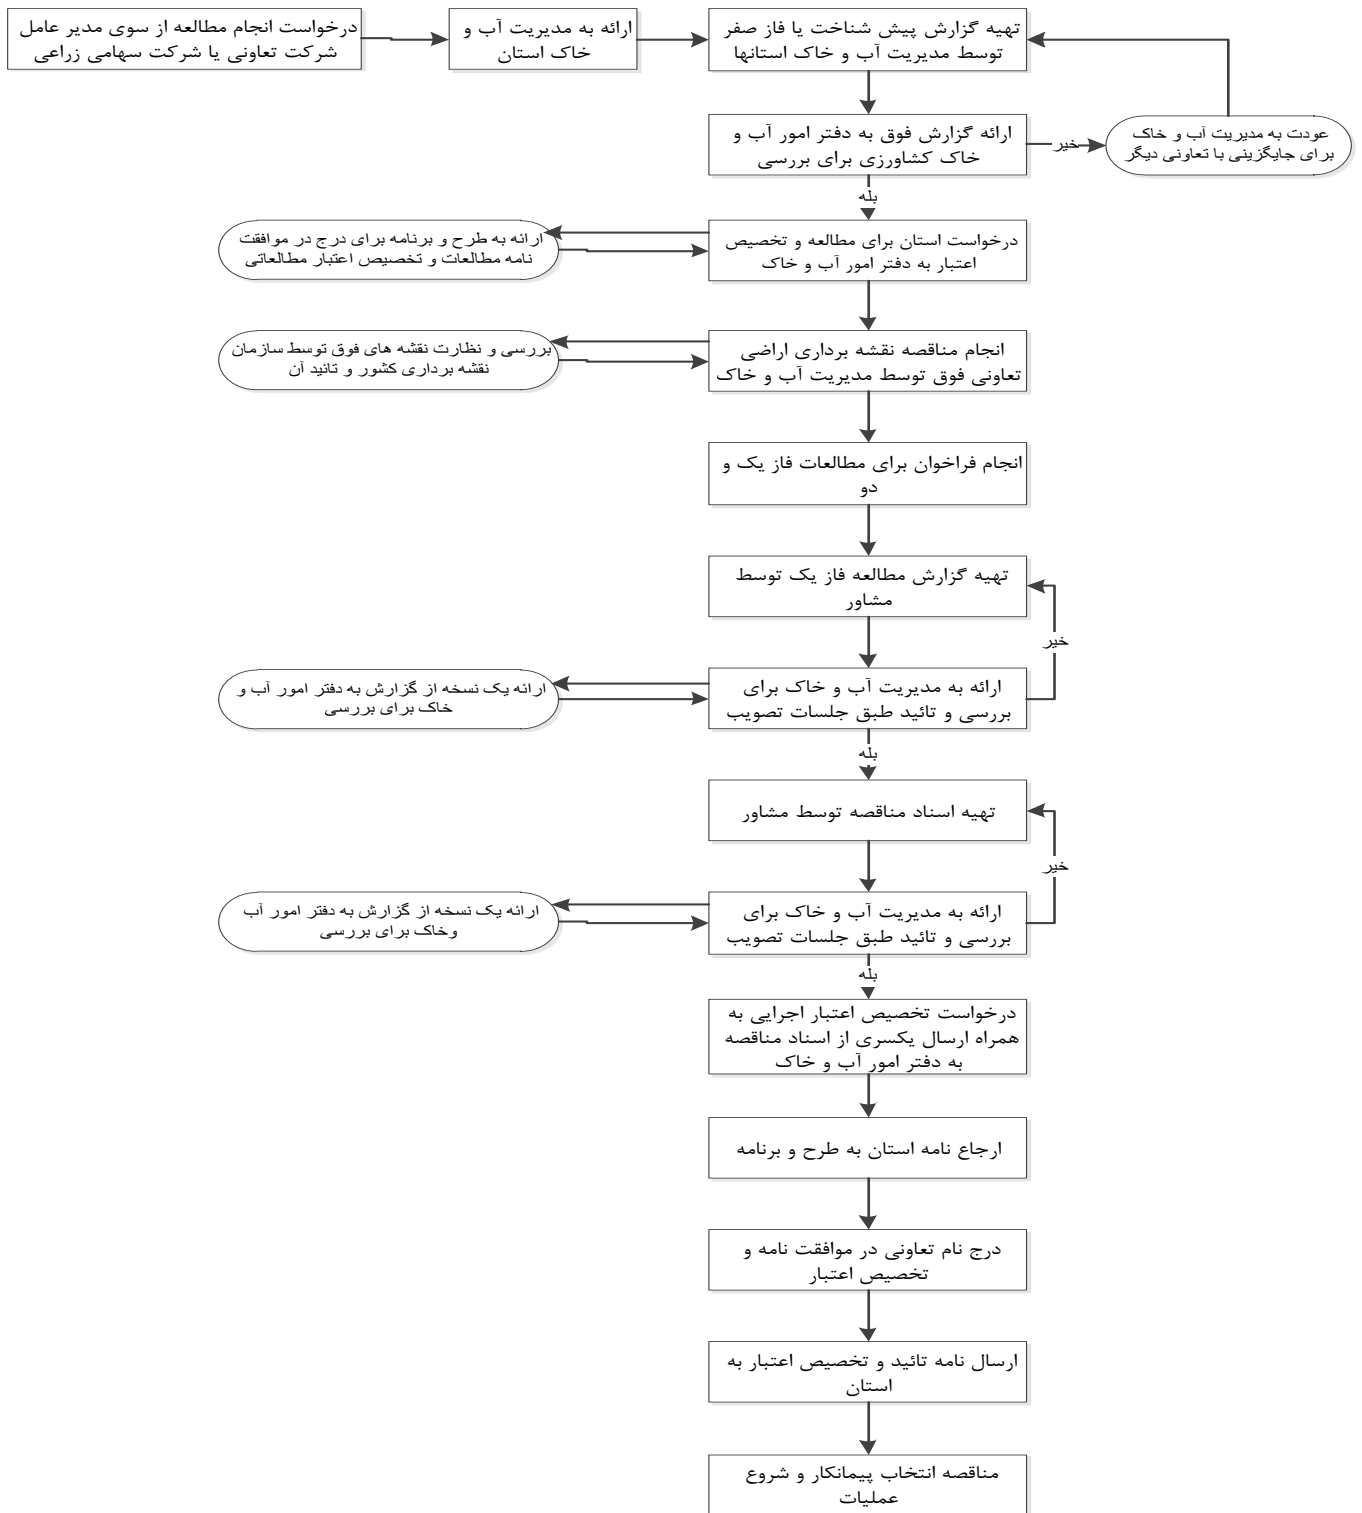 درخواست انجام مطالعه از سوی مدیر عامل
شرکت تعاونی یا شرکت سهامی زراعی
ارائه به مدیریت آب و
خاک استان
تهیه گزارش پیش شناخت یا فاز صفر
توسط مدیریت آب و خاک استانها
ارائه گزارش فوق به دفتر امور آب و
خاک کشاورزی برای بررسی
خیر
عودت به مدیریت آب و خاک
برای جایگزینی با تعاونی دیگر
بله
درخواست استان برای مطالعه و تخصیص
اعتبار به دفتر امور آب و خاک
ارائه به طرح و برنامه برای درج در موافقت
نامه مطالعات و تخصیص اعتبار مطالعاتی
انجام مناقصه نقشه برداری اراضی
تعاونی فوق توسط مدیریت آب و خاک
بررسی و نظارت نقشه های فوق توسط سازمان
نقشه برداری کشور و تائید آن
انجام فراخوان برای مطالعات فاز یک و
دو
تهیه گزارش مطالعه فاز یک توسط
مشاور
خیر
ارائه به مدیریت آب و خاک برای
بررسی و تائید طبق جلسات تصویب
ارائه یک نسخه از گزارش به دفتر امور آب و
خاک برای بررسی
بله
تهیه اسناد مناقصه توسط مشاور
خیر
ارائه به مدیریت آب و خاک برای
بررسی و تائید طبق جلسات تصویب
ارائه یک نسخه از گزارش به دفتر امور آب
وخاک برای بررسی
بله
درخواست تخصیص اعتبار اجرایی به
همراه ارسال یکسری از اسناد مناقصه
به دفتر امور آب و خاک
ارجاع نامه استان به طرح و برنامه
درج نام تعاونی در موافقت نامه و
تخصیص اعتبار
ارسال نامه تائید و تخصیص اعتبار به
استان
مناقصه انتخاب پیمانکار و شروع
عملیات